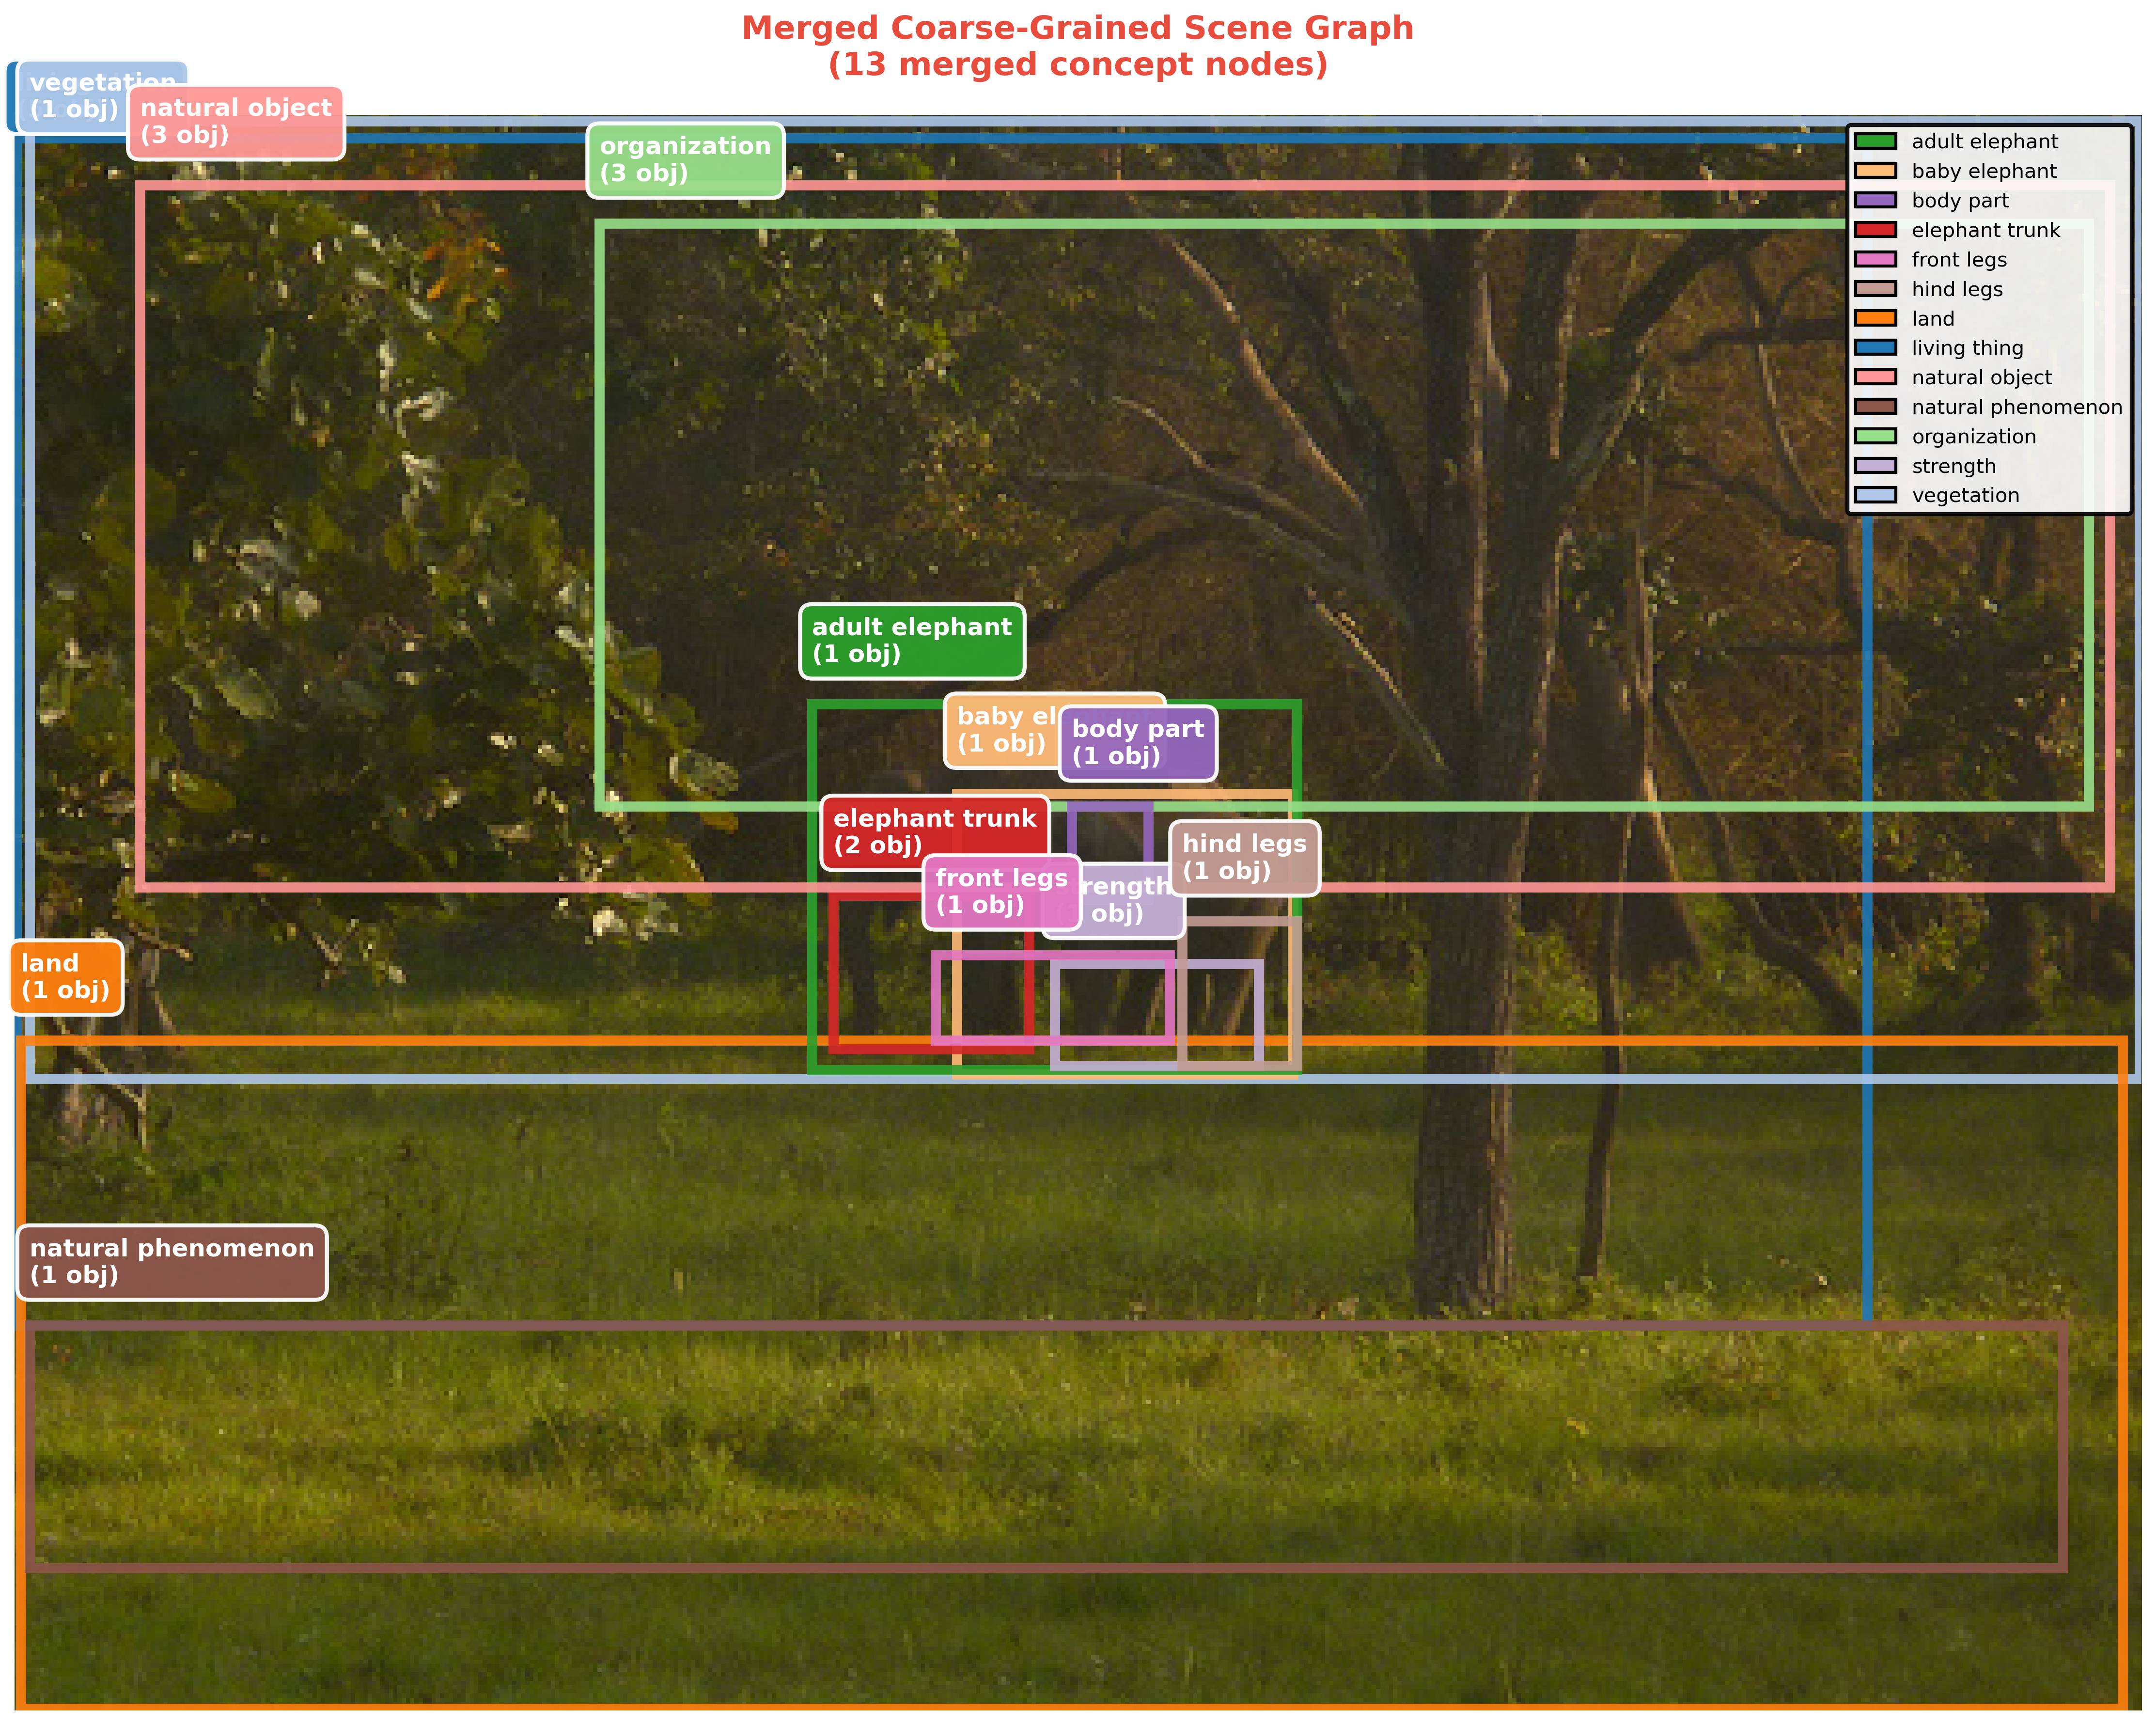 Merged Coarse-Grained Scene Graph
(13 merged concept nodes)
vegetation
(1 obj)
natural object
(3 obj)
organization
(3 obj)
adult elephant
baby elephant
body part
elephant trunk
front legs
hind legs
land
living thing
natural object
natural phenomenon
organization
strength
vegetation
adult elephant
(1 obj)
baby el
(1 obj)
body part
(1 obj)
elephant trunk
(2 obj)
hind legs
(1 obj)
front legs
(1 obj)
rength
obj)
land
(1 obj)
natural phenomenon
(1 obj)